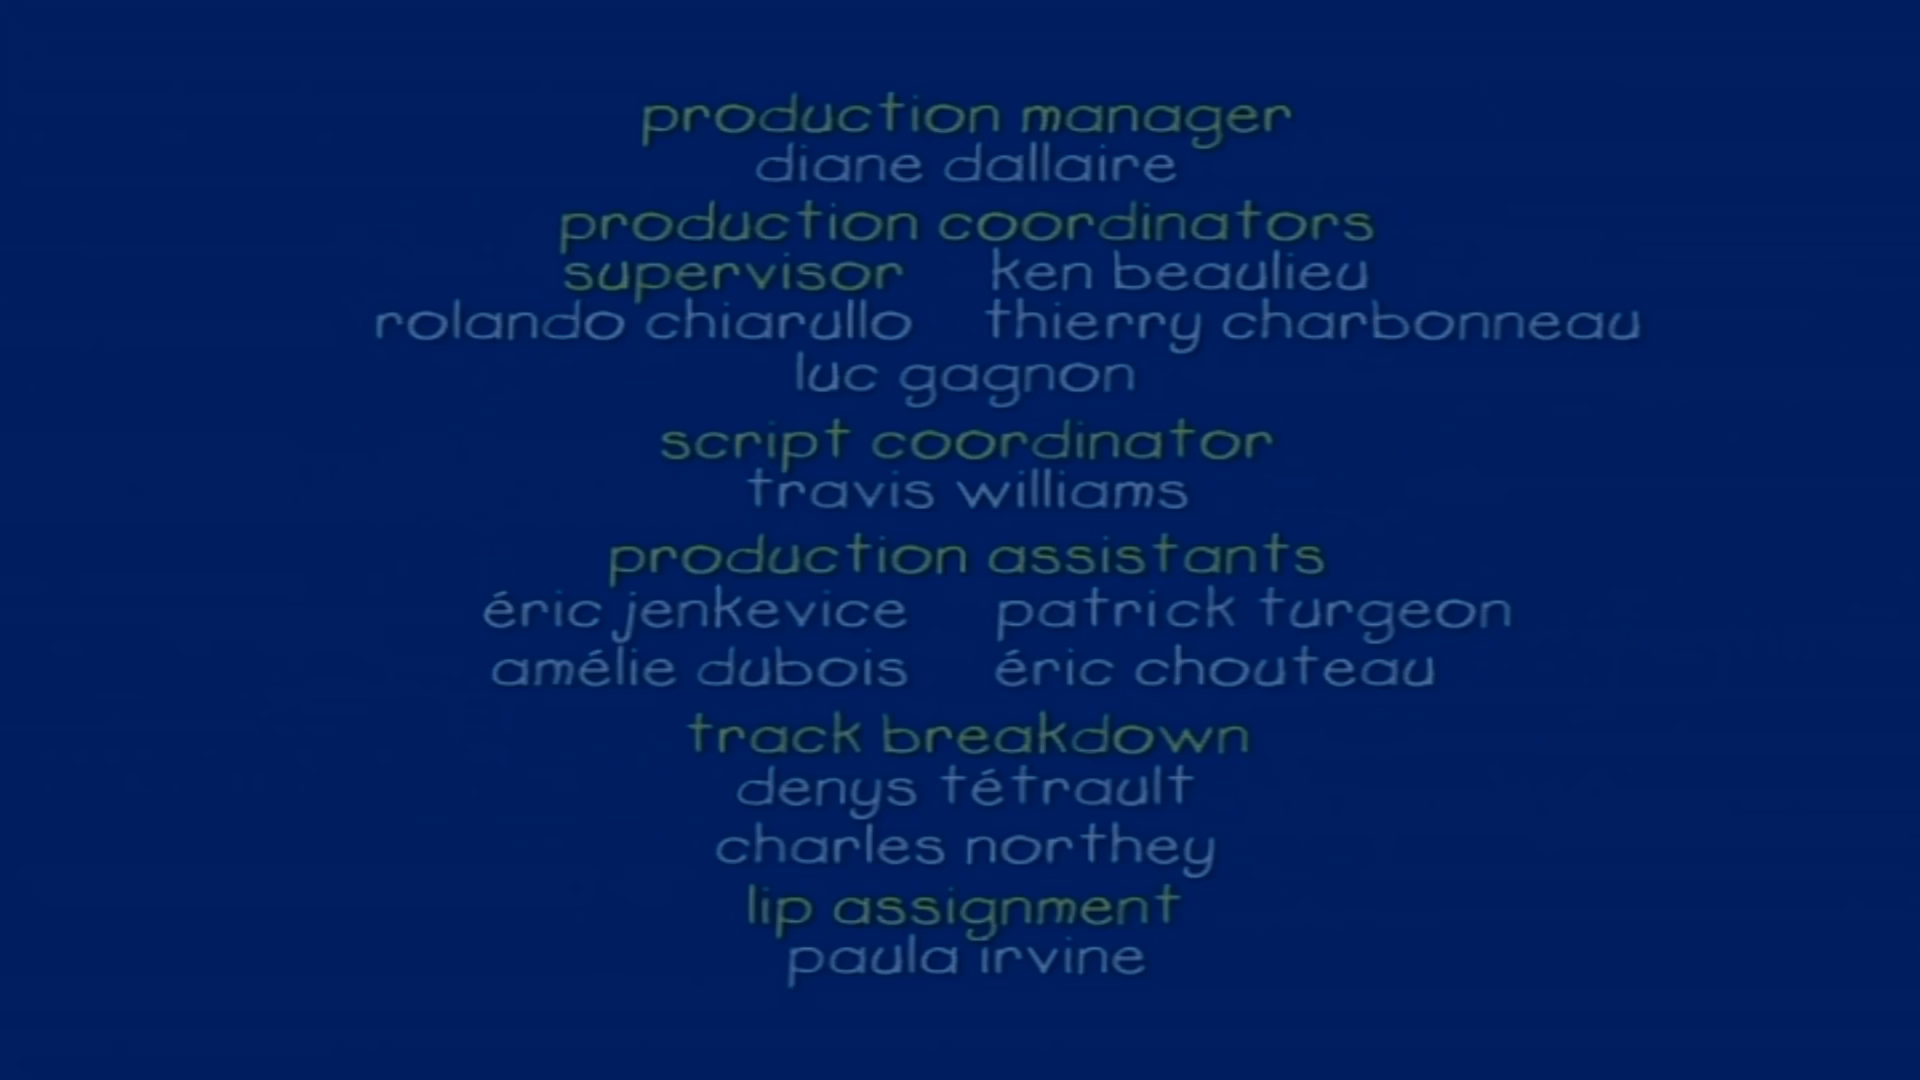 production manager
diane dallaire
production coordinators
supervisor ken beaulieu
rolando chiarullo thierry charbonneau
luc gagnon
script coordinator
travis williams
production assistants
éric jenkevice patrick turgeon
amélie dubois éric chouteau
track breakdown
denys tétrault
charles northey
lip assignment
paula irvine